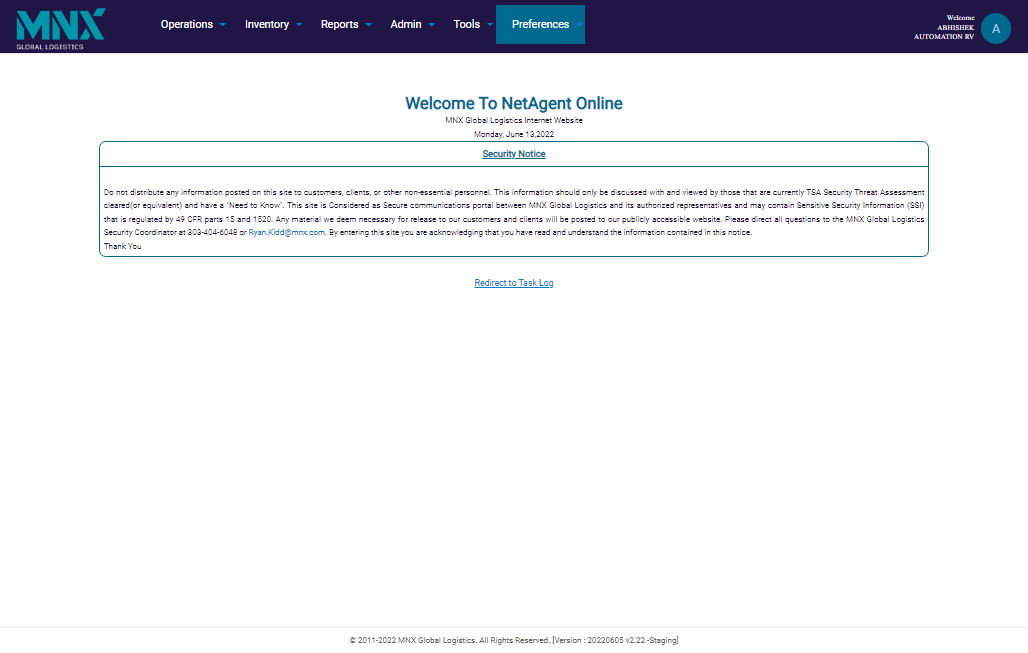 MNX
GLOBAL LOGISTICS
Operations Inventory Reports Admin Tools Preferences
Welcome
ABHISHEK
AUTOMATION RV
A
Welcome To NetAgent Online
MNX Global Logistics Internet Website
Monday, June 13,2022
Security Notice
Do not distribute any information posted on this site to customers, clients, or other non-essential personnel. This information should only be discussed with and viewed by those that are currently TSA Security Threat Assessment
cleared(or equivalent) and have a "Need to Know". This site is Considered as Secure communications portal between MNX Global Logistics and its authorized representatives and may contain Sensitive Security Information (SSI)
that is regulated by 49 CFR parts 15 and 1520. Any material we deem necessary for release to our customers and clients will be posted to our publicly accessible website. Please direct all questions to the MNX Global Logistics
Security Coordinator at 303-404-6048 or Ryan.Kidd@mnx.com. By entering this site you are acknowledging that you have read and understand the information contained in this notice.
Thank You
Redirect to Task Log
© 2011-2022 MNX Global Logistics. All Rights Reserved. [Version : 20220605 v2.22 -Staging]